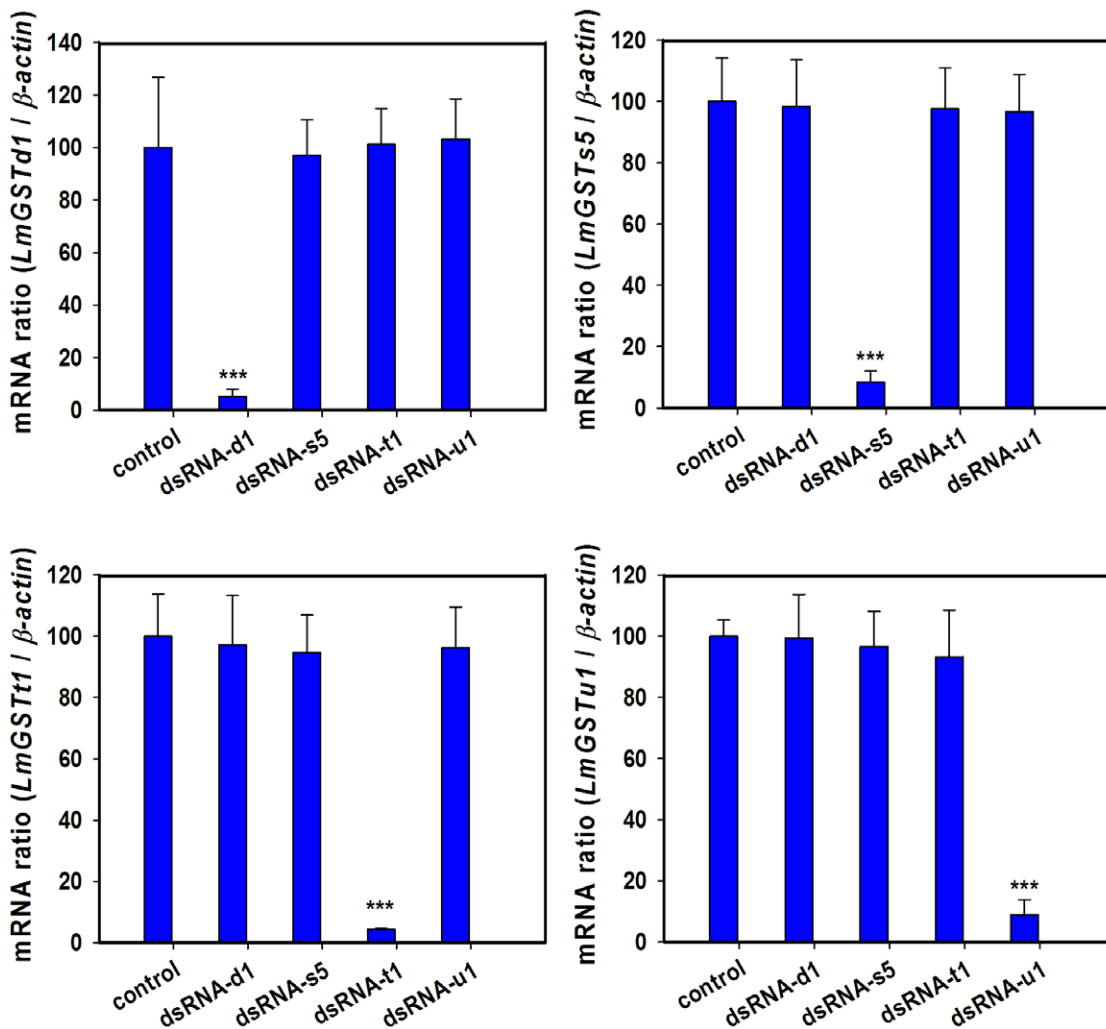 mRNA ratio (LmGSTd1 / β-actin)
140
120
100
80
60
40
20
0
***
control
dsRNA-d1
dsRNA-s5
dsRNA-t1
dsRNA-u1
mRNA ratio (LmGSTs5 / β-actin)
120
100
80
60
40
20
0
***
control
dsRNA-d1
dsRNA-s5
dsRNA-t1
dsRNA-u1
mRNA ratio (LmGSTt1 / β-actin)
120
100
80
60
40
20
0
***
control
dsRNA-d1
dsRNA-s5
dsRNA-t1
dsRNA-u1
mRNA ratio (LmGSTu1 / β-actin)
120
100
80
60
40
20
0
***
control
dsRNA-d1
dsRNA-s5
dsRNA-t1
dsRNA-u1